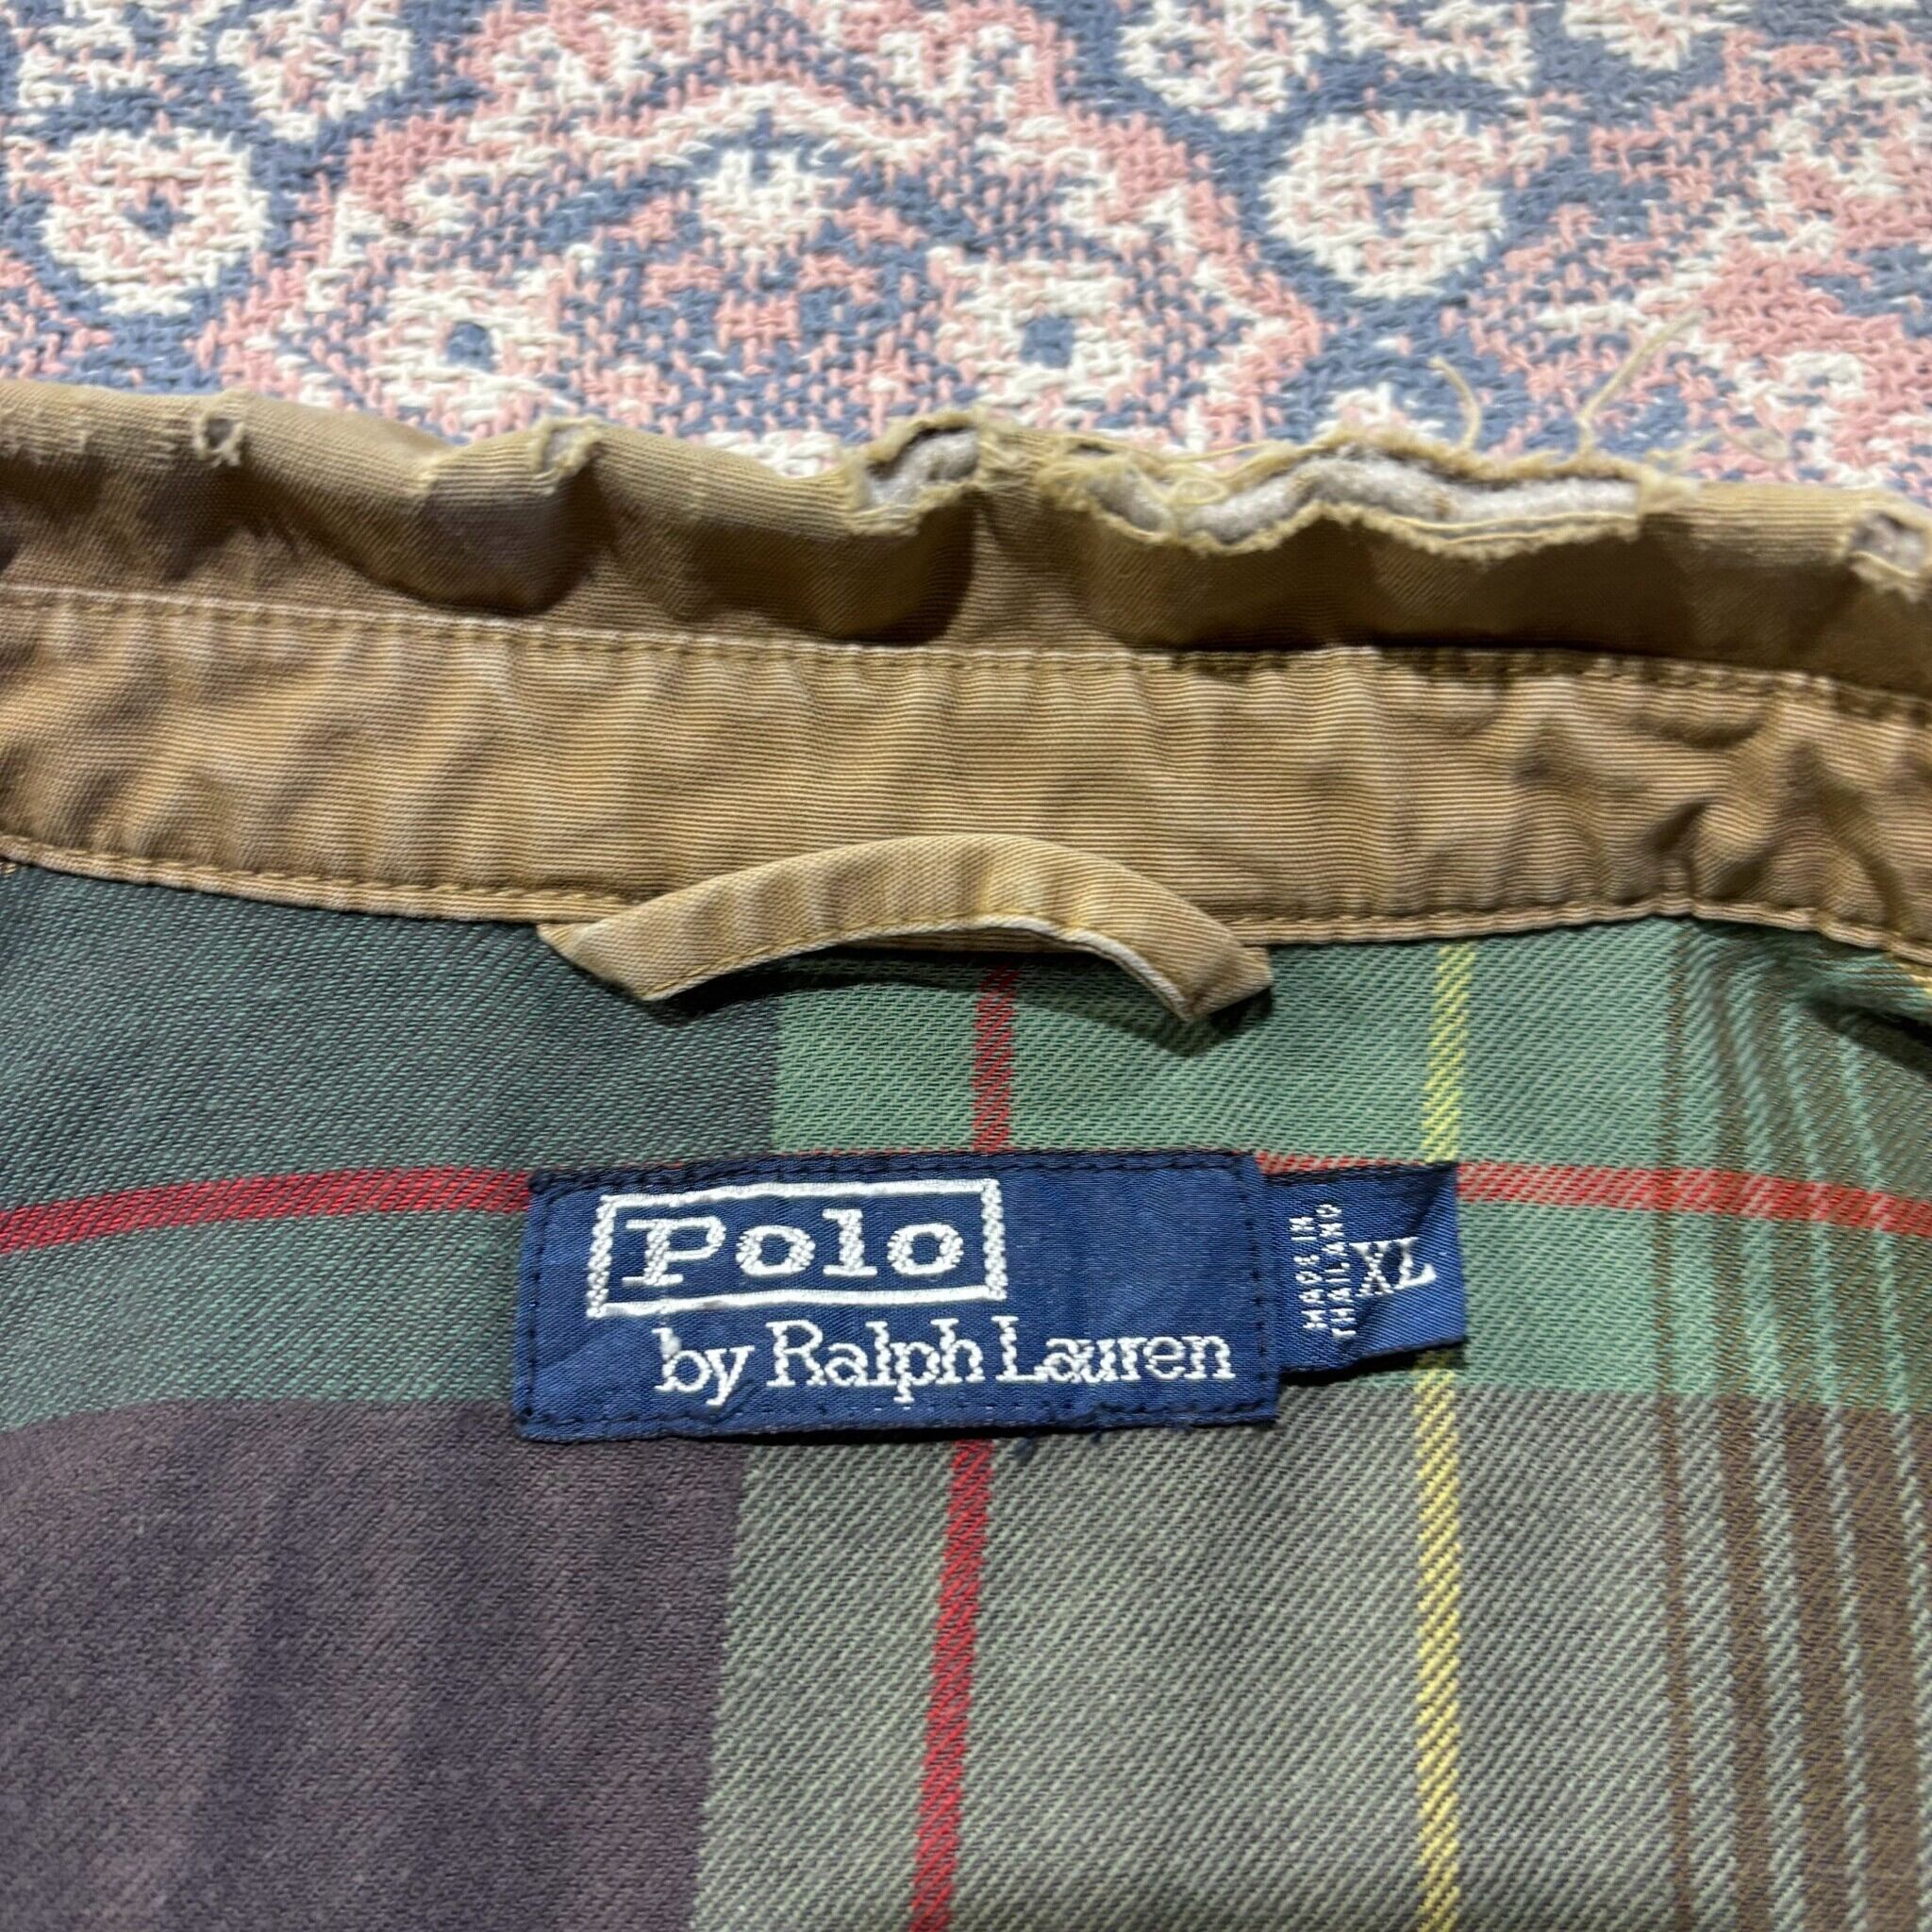 Polo
by Ralph Lauren
MADE IN
THAILAND
XL